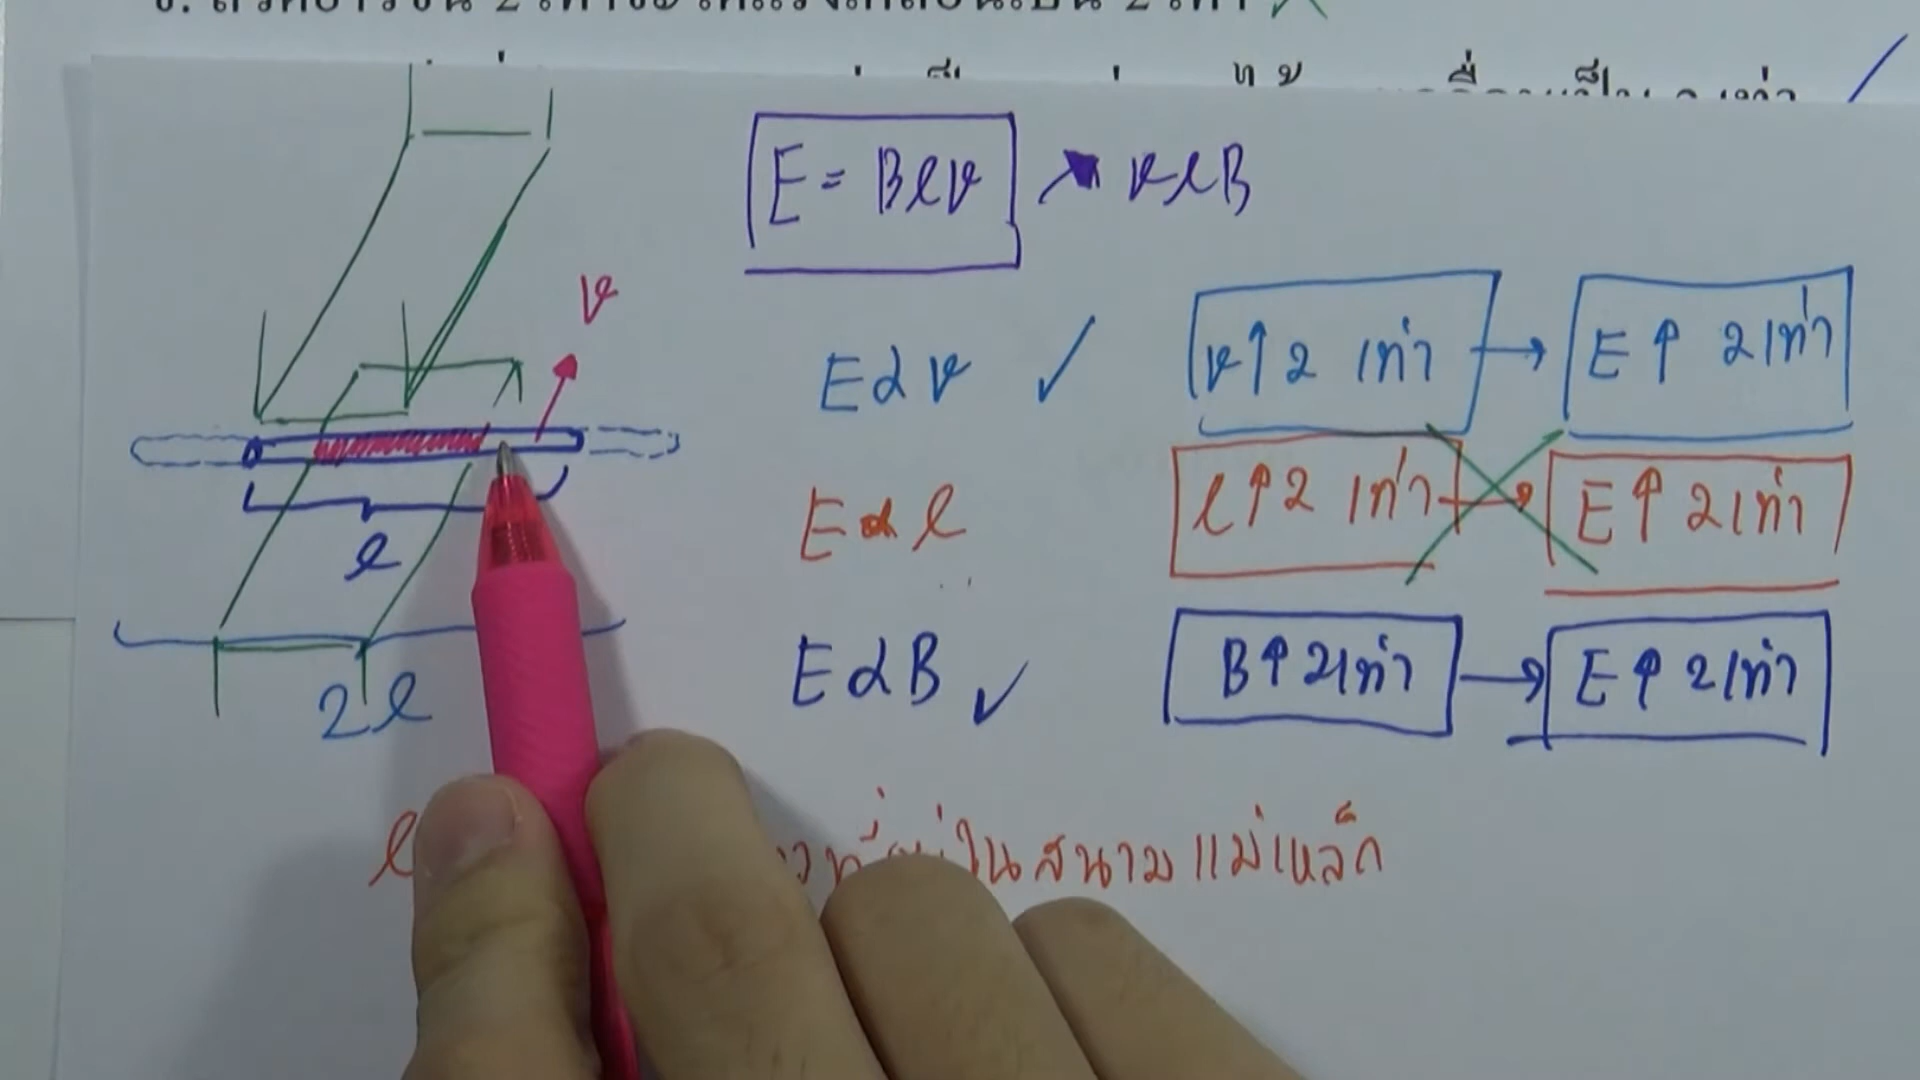 E = Blv vlB
v
E α v ✓ v↑2 เท่า → E↑ 2เท่า
E α l l↑2 เท่า → E↑2เท่า
l
E α B ✓ B↑2เท่า → E↑ 2เท่า
2l
l ในสนามแม่เหล็ก